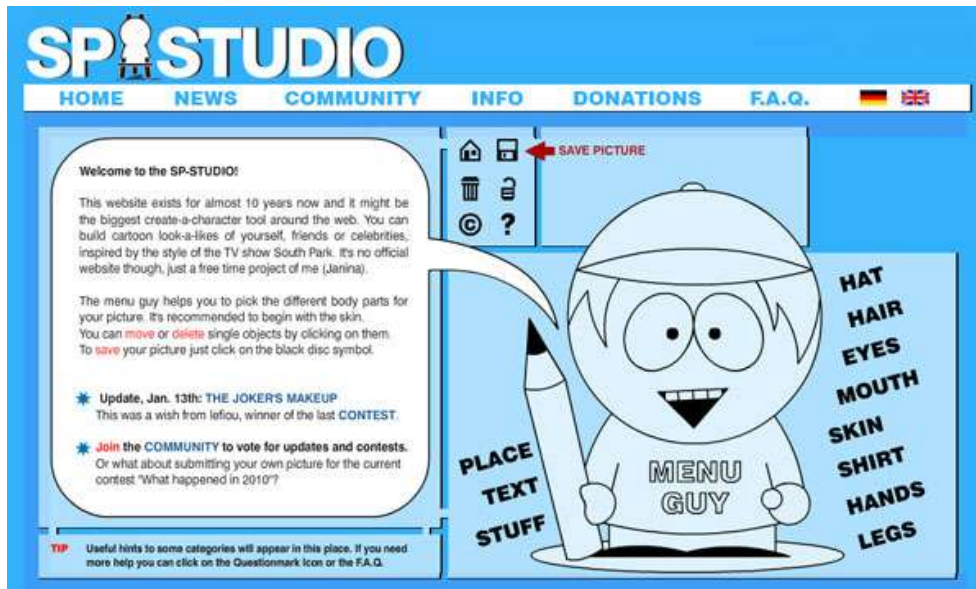 SP STUDIO
HOME NEWS COMMUNITY INFO DONATIONS F.A.Q.
SAVE PICTURE
Welcome to the SP-STUDIO!
This website exists for almost 10 years now and it might be
the biggest create-a-character tool around the web. You can
build cartoon look-a-likes of yourself, friends or celebrities,
inspired by the style of the TV show South Park. It's no official
website though, just a free time project of me (Janina).
The menu guy helps you to pick the different body parts for
your picture. It's recommended to begin with the skin.
You can move or delete single objects by clicking on them.
To save your picture just click on the black disc symbol.
Update, Jan. 13th: THE JOKER'S MAKEUP
This was a wish from lefiou, winner of the last CONTEST.
Join the COMMUNITY to vote for updates and contests.
Or what about submitting your own picture for the current
contest "What happened in 2010"?
TIP Useful hints to some categories will appear in this place. If you need
more help you can click on the Questionmark Icon or the F.A.Q.
© ?
PLACE
TEXT
STUFF
MENU
GUY
HAT
HAIR
EYES
MOUTH
SKIN
SHIRT
HANDS
LEGS